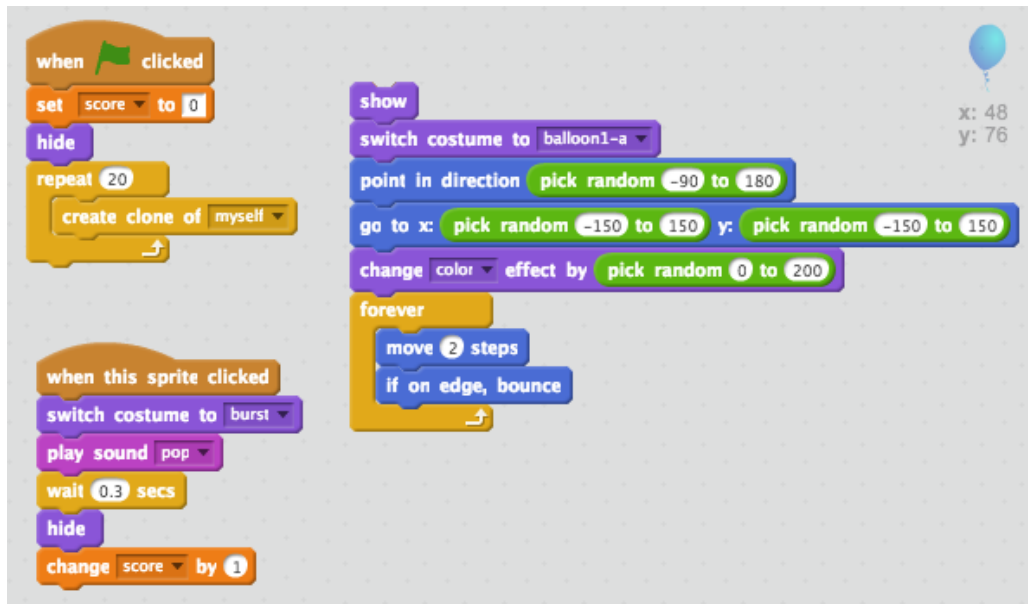 when clicked
set score to 0
hide
repeat 20
create clone of myself
when this sprite clicked
switch costume to burst
play sound pop
wait 0.3 secs
hide
change score by 1
show
switch costume to balloon1-a
point in direction pick random -90 to 180
go to x: pick random -150 to 150 y: pick random -150 to 150
change color effect by pick random 0 to 200
forever
move 2 steps
if on edge, bounce
x: 48
y: 76